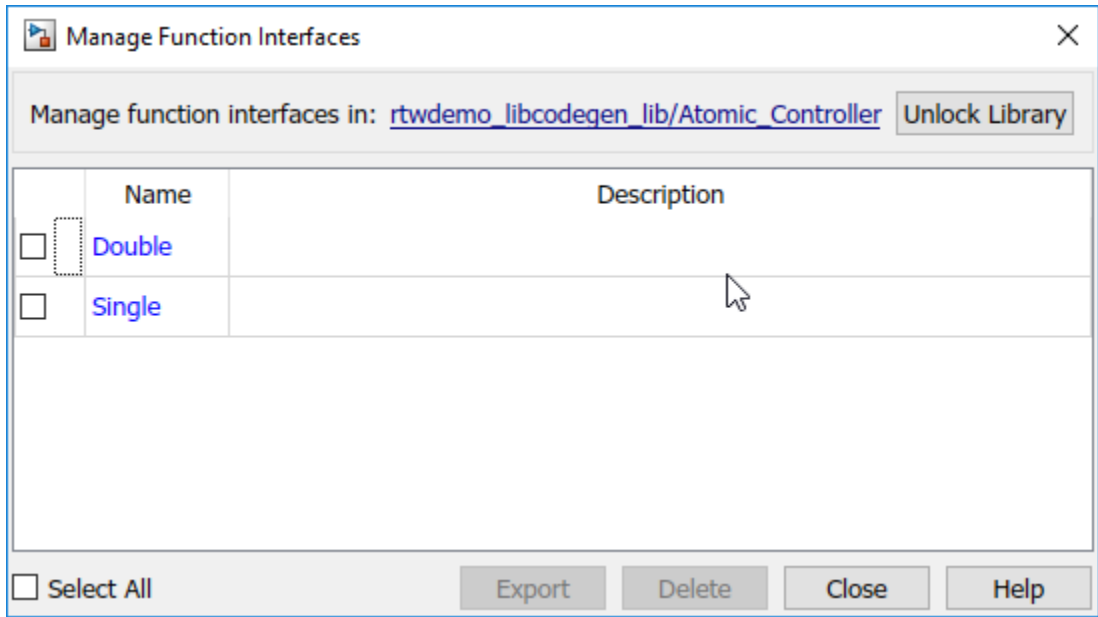 Manage Function Interfaces
Manage function interfaces in: rtwdemo_libcodegen_lib/Atomic_Controller Unlock Library
Name Description
Double
Single
Select All Export Delete Close Help